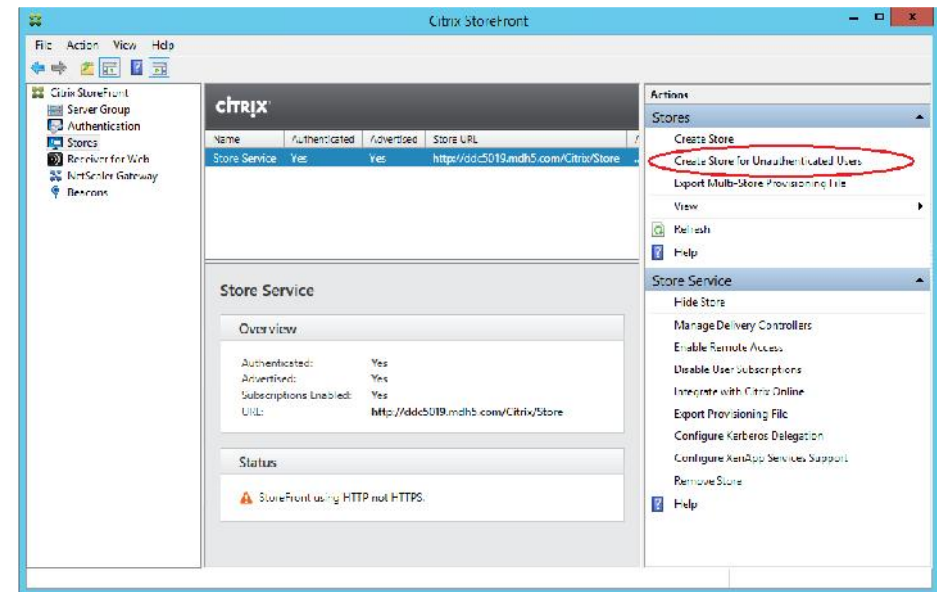 Citrix StoreFront
File Action View Help
Citrix StoreFront
Server Group
Authentication
Stores
Receiver for Web
NetScaler Gateway
Beacons
CITRIX
Name Authenticated Advertised Store URL
Store Service Yes Yes http://ddc5019.mdh5.com/Citrix/Store ...
Store Service
Overview
Authenticated: Yes
Advertised: Yes
Subscriptions Enabled: Yes
URL: http://ddc5019.mdh5.com/Citrix/Store
Status
StoreFront using HTTP not HTTPS.
Actions
Stores
Create Store
Create Store for Unauthenticated Users
Export Multi-Store Provisioning File
View
Refresh
Help
Store Service
Hide Store
Manage Delivery Controllers
Enable Remote Access
Disable User Subscriptions
Integrate with Citrix Online
Export Provisioning File
Configure Kerberos Delegation
Configure XenApp Services Support
Remove Store
Help